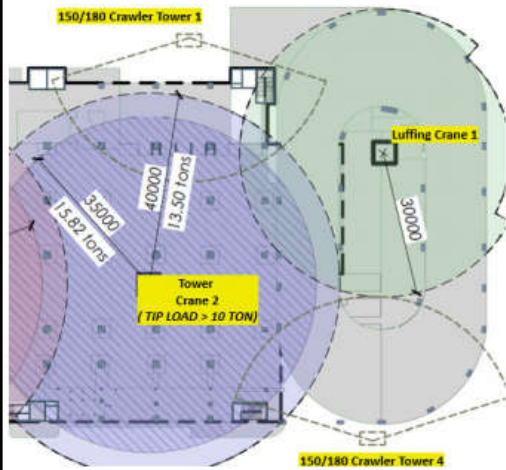 150/180 Crawler Tower 1
Luffing Crane 1
40000
13.50 tons
35000
15.82 tons
30000
Tower
Crane 2
( TIP LOAD > 10 TON)
150/180 Crawler Tower 4